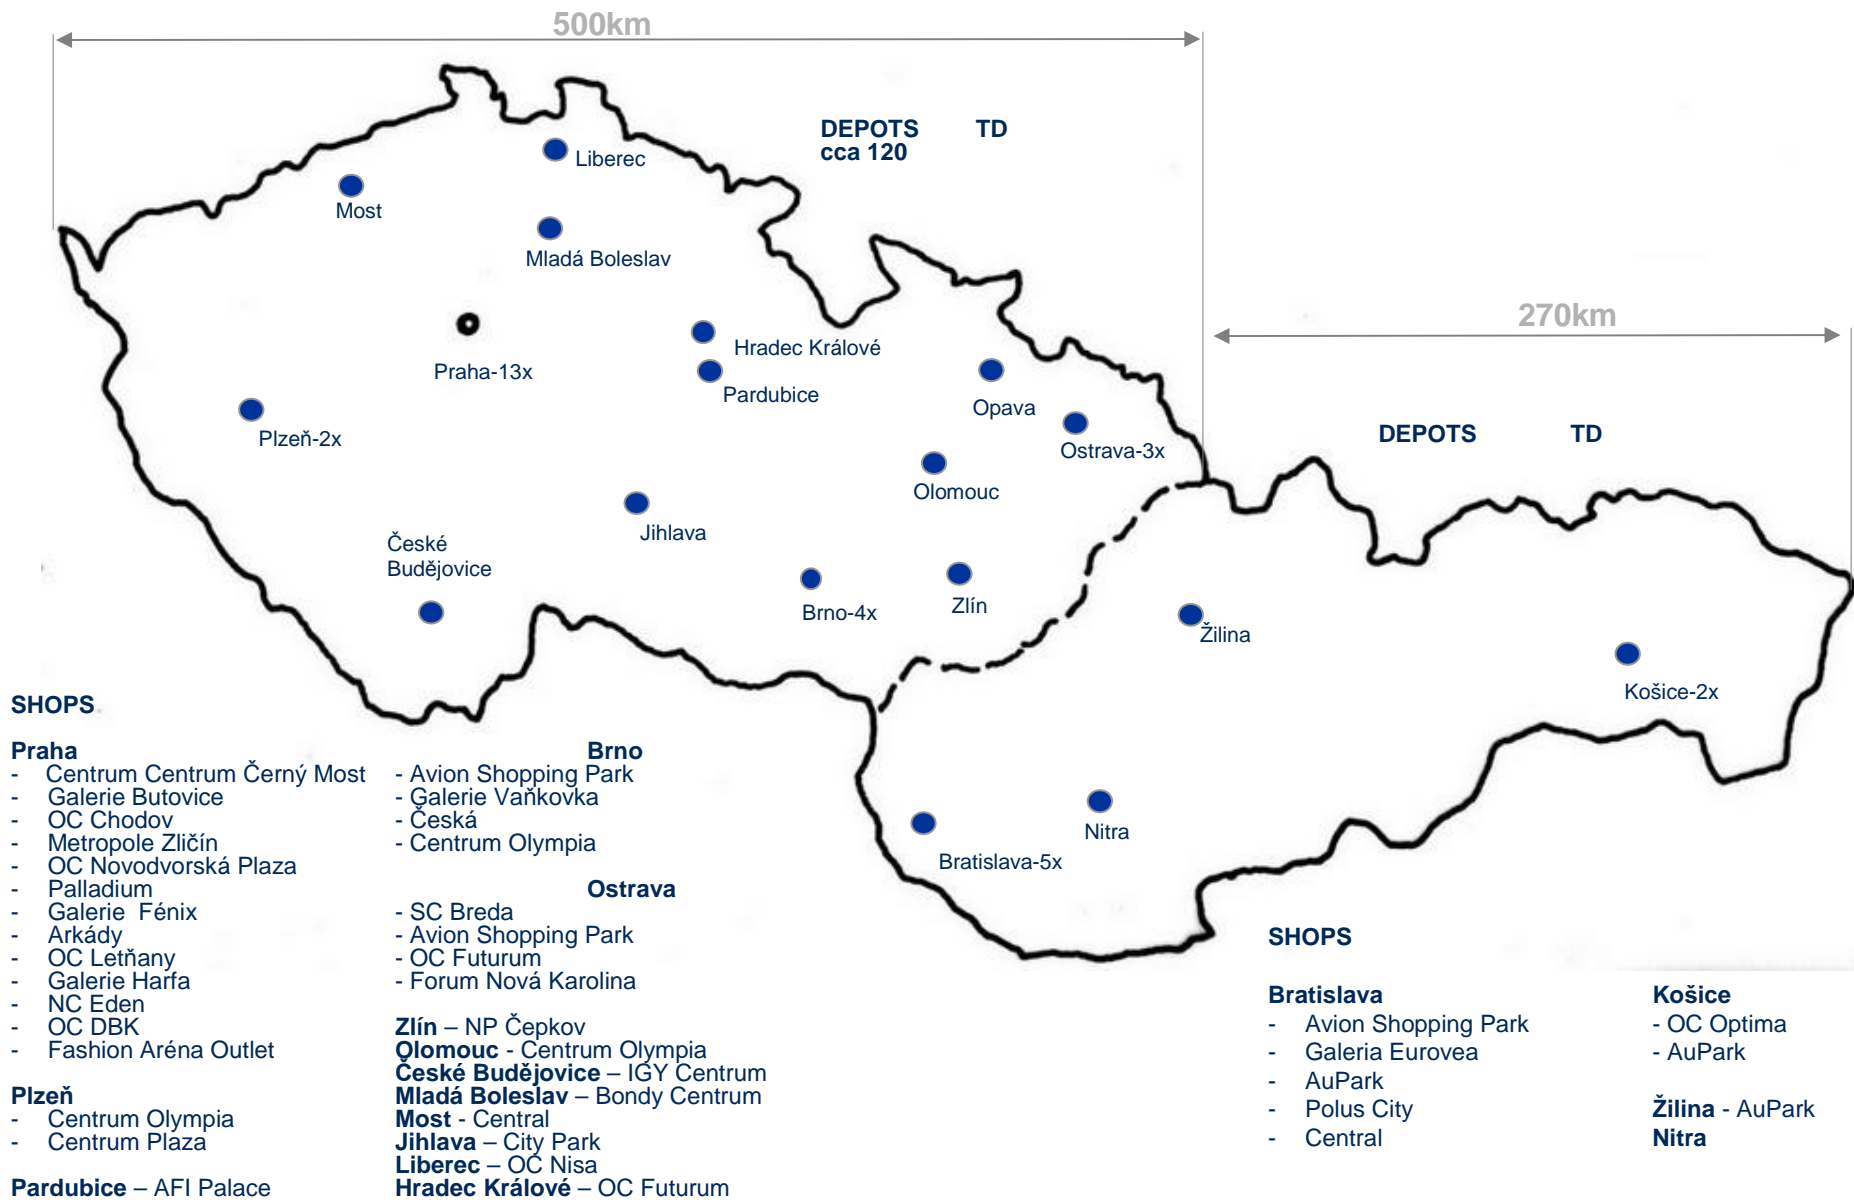 500km
DEPOTS TD
cca 120
Liberec
Most
Mladá Boleslav
270km
Hradec Králové
Praha-13x
Pardubice
Opava
Plzeň-2x
Ostrava-3x
DEPOTS TD
Olomouc
Jihlava
České
Budějovice
Brno-4x
Zlín
Žilina
Košice-2x
Nitra
Bratislava-5x
SHOPS
Praha
- Centrum Centrum Černý Most
- Galerie Butovice
- OC Chodov
- Metropole Zličín
- OC Novodvorská Plaza
- Palladium
- Galerie Fénix
- Arkády
- OC Letňany
- Galerie Harfa
- NC Eden
- OC DBK
- Fashion Aréna Outlet
Plzeň
- Centrum Olympia
- Centrum Plaza
Pardubice – AFI Palace
Brno
- Avion Shopping Park
- Galerie Vaňkovka
- Česká
- Centrum Olympia
Ostrava
- SC Breda
- Avion Shopping Park
- OC Futurum
- Forum Nová Karolina
Zlín – NP Čepkov
Olomouc - Centrum Olympia
České Budějovice – IGY Centrum
Mladá Boleslav – Bondy Centrum
Most - Central
Jihlava – City Park
Liberec – OC Nisa
Hradec Králové – OC Futurum
SHOPS
Bratislava
- Avion Shopping Park
- Galeria Eurovea
- AuPark
- Polus City
- Central
Košice
- OC Optima
- AuPark
Žilina - AuPark
Nitra